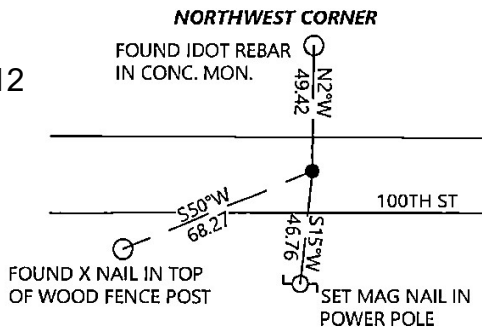 NORTHWEST CORNER
FOUND IDOT REBAR
IN CONC. MON.
12
N2°W
49.42
S50°W
68.27
100TH ST
S15°W
46.76
FOUND X NAIL IN TOP
OF WOOD FENCE POST
SET MAG NAIL IN
POWER POLE